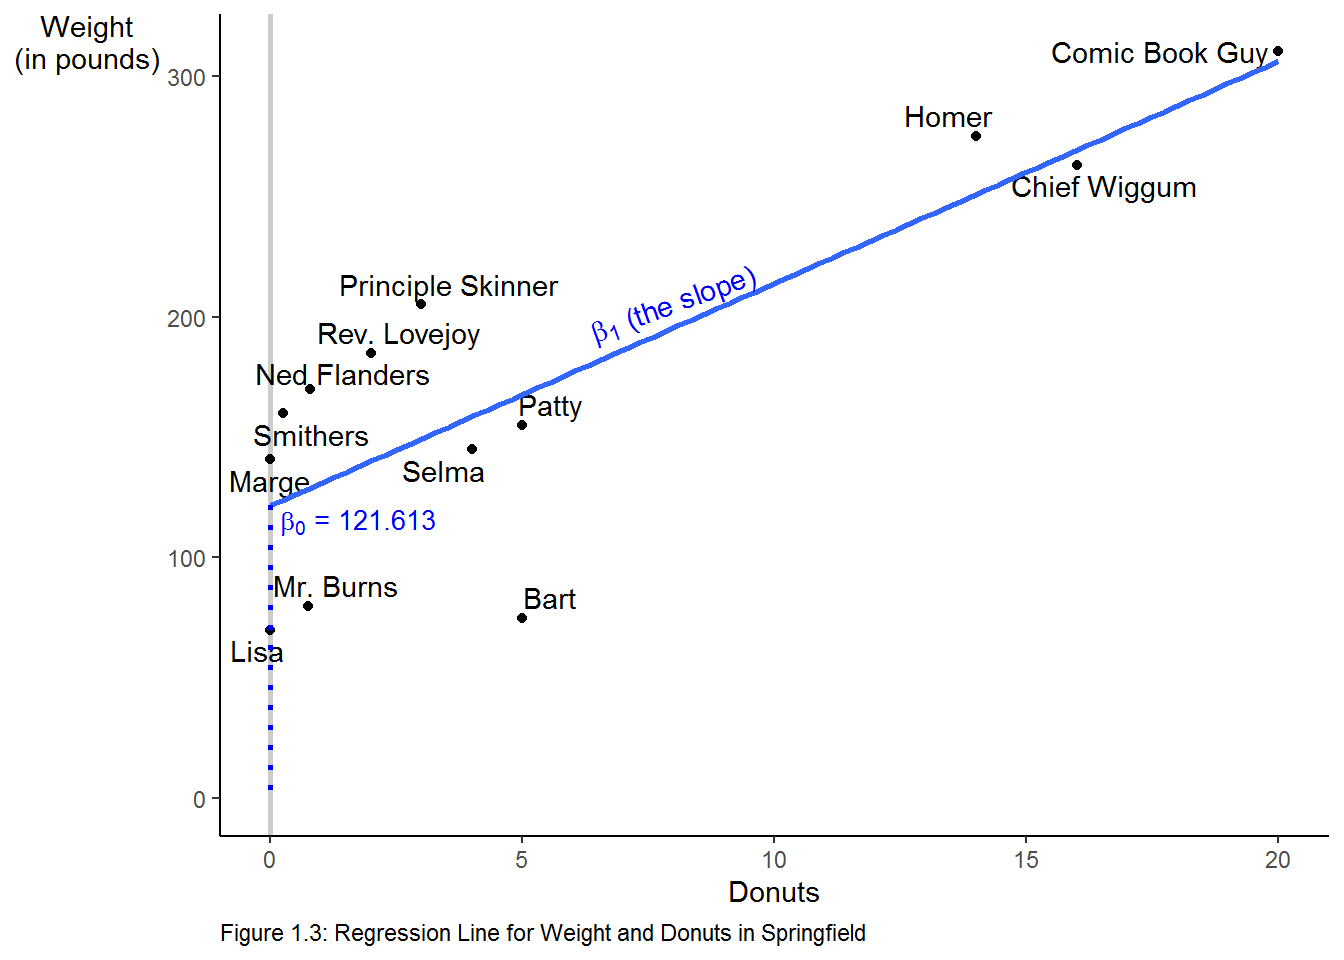 Weight
(in pounds)
300
200
100
0
Comic Book Guy
Homer
Chief Wiggum
Principle Skinner
β1 (the slope)
Rev. Lovejoy
Ned Flanders
Patty
Smithers
Selma
Marge
β0 = 121.613
Mr. Burns
Bart
Lisa
0 5 10 15 20
Donuts
Figure 1.3: Regression Line for Weight and Donuts in Springfield